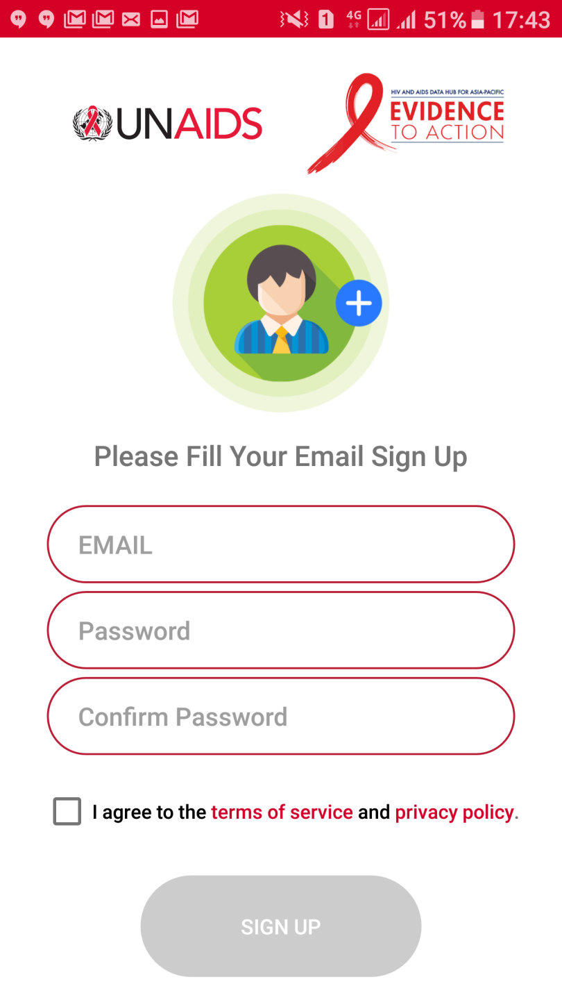 1 4G 51% 17:43
UNAIDS
HIV AND AIDS DATA HUB FOR ASIA-PACIFIC
EVIDENCE
TO ACTION
Please Fill Your Email Sign Up
EMAIL
Password
Confirm Password
I agree to the terms of service and privacy policy.
SIGN UP